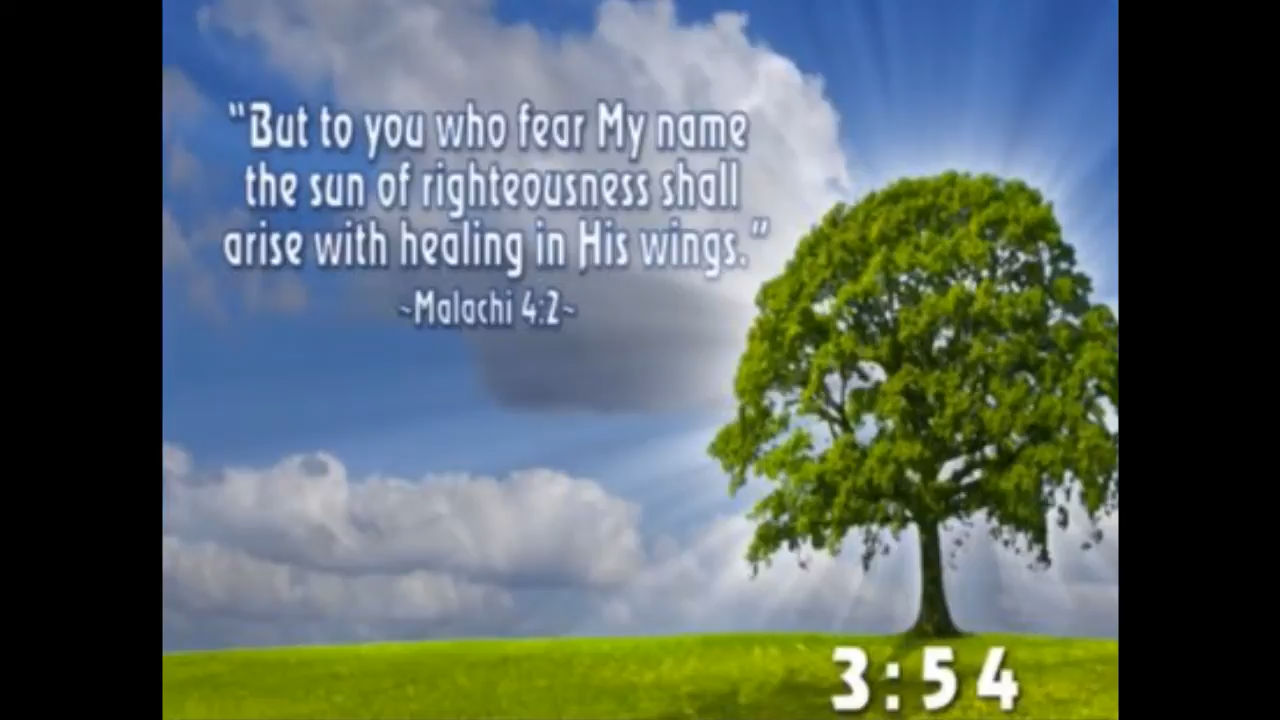 “But to you who fear My name
the sun of righteousness shall
arise with healing in His wings.”
~Malachi 4:2~
3:54